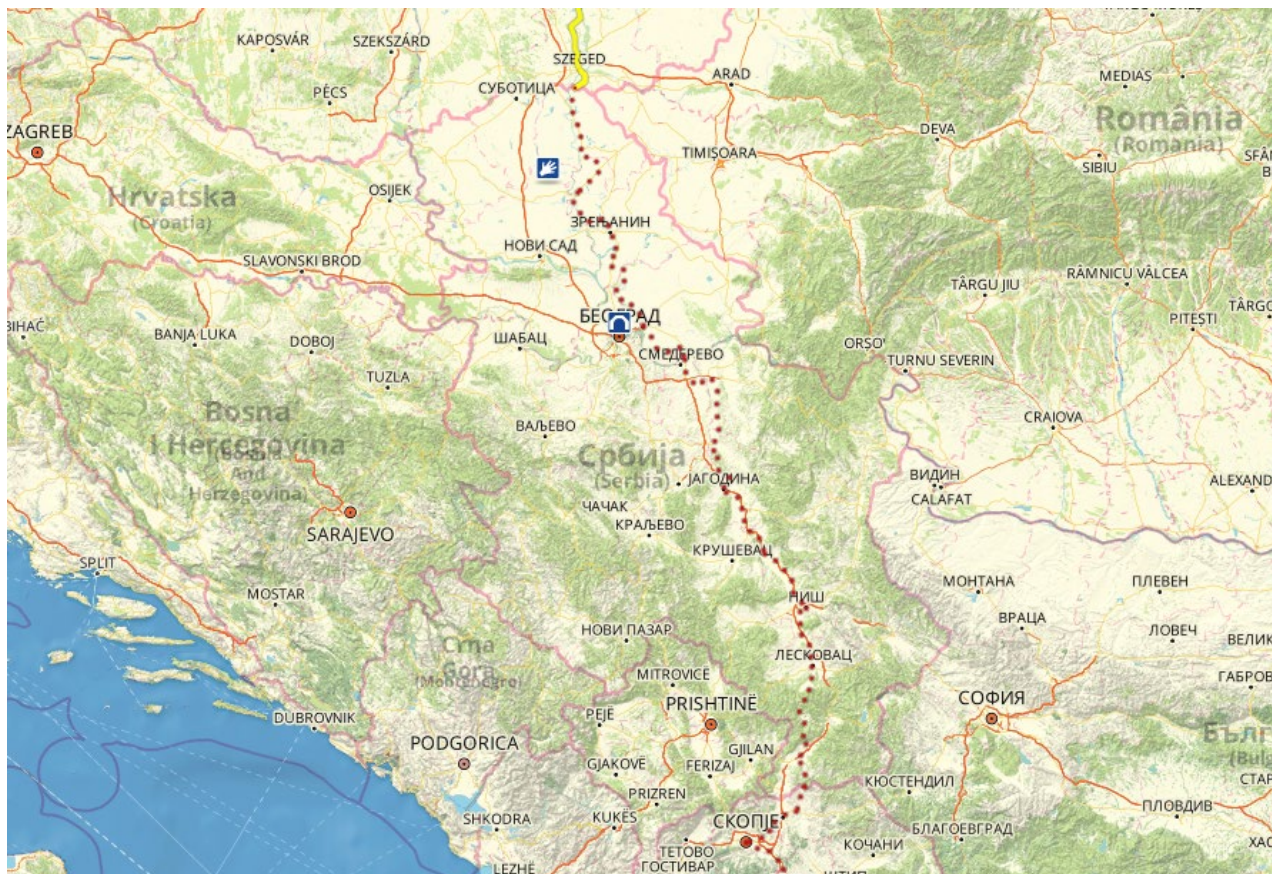 KAPOSVÁR
SZEKSZÁRD
SZEGED
ARAD
MEDIAS
PÉCS
СУБОТИЦА
România
(Romania)
ZAGREB
DEVA
TIMIȘOARA
SIBIU
Hrvatska
(Croatia)
OSIJEK
ЗРЕЊАНИН
НОВИ САД
SLAVONSKI BROD
RÂMNICU VÂLCEA
TÂRGU JIU
BANJA LUKA
DOBOJ
ШАБАЦ
PITEȘTI
СМЕДЕРЕВО
TURNU SEVERIN
TUZLA
Bosna
I Hercegovina
And
Herzegovina)
CRAIOVA
ВАЉЕВО
Србија
(Serbia)
ЈАГОДИНА
ВИДИН
CALAFAT
ЧАЧАК
КРАЉЕВО
SARAJEVO
SPLIT
КРУШЕВАЦ
МОНТАНА
ПЛЕВЕН
MOSTAR
НИШ
ВРАЦА
ЛОВЕЧ
НОВИ ПАЗАР
Crna
Gora
(Montenegro)
ЛЕСКОВАЦ
MITROVICË
PRISHTINË
СОФИЯ
PEJË
DUBROVNIK
PODGORICA
GJILAN
GJAKOVË
FERIZAJ
КЮСТЕНДИЛ
PRIZREN
ПЛОВДИВ
SHKODRA
KUKËS
СКОПЈЕ
БЛАГОЕВГРАД
ТЕТОВО
ГОСТИВАР
КОЧАНИ
LEZHË